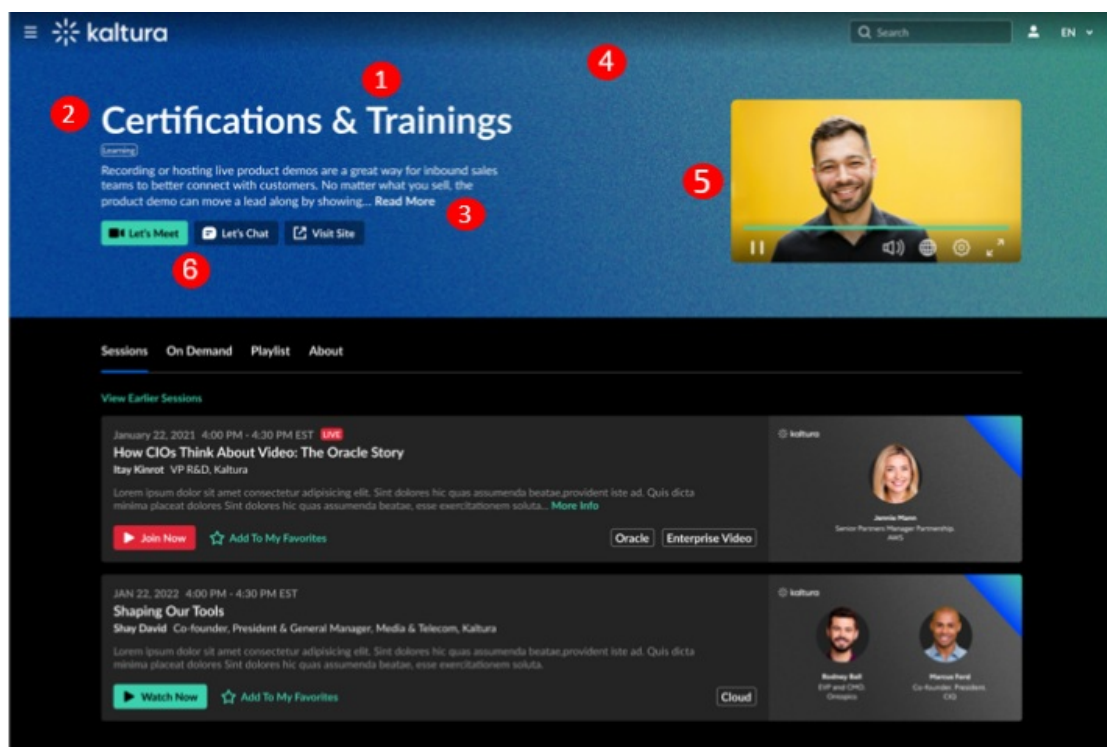 kaltura
Search
EN
1
4
2
Certifications & Trainings
Learning
Recording or hosting live product demos are a great way for inbound sales
teams to better connect with customers. No matter what you sell, the
product demo can move a lead along by showing... Read More
3
5
Let's Meet
Let's Chat
Visit Site
6
Sessions
On Demand
Playlist
About
View Earlier Sessions
January 22, 2021 4:00 PM - 4:30 PM EST LIVE
How CIOs Think About Video: The Oracle Story
Itay Kinrot VP R&D, Kaltura
Lorem ipsum dolor sit amet consectetur adipisicing elit. Sint dolores hic quas assumenda beatae,provident iste ad. Quis dicta
minima placeat dolores Sint dolores hic quas assumenda beatae, esse exercitationem soluta... More Info
Join Now
Add To My Favorites
Oracle
Enterprise Video
kaltura
Jennie Mann
Senior Partners Manager Partnership,
AWS
JAN 22, 2022 4:00 PM - 4:30 PM EST
Shaping Our Tools
Shay David Co-founder, President & General Manager, Media & Telecom, Kaltura
Lorem ipsum dolor sit amet consectetur adipisicing elit. Sint dolores hic quas assumenda beatae,provident iste ad. Quis dicta
minima placeat dolores Sint dolores hic quas assumenda beatae, esse exercitationem soluta.
Watch Now
Add To My Favorites
Cloud
kaltura
Rodney Ball
EVP and CMO,
Marcus Ford
Co-founder, President